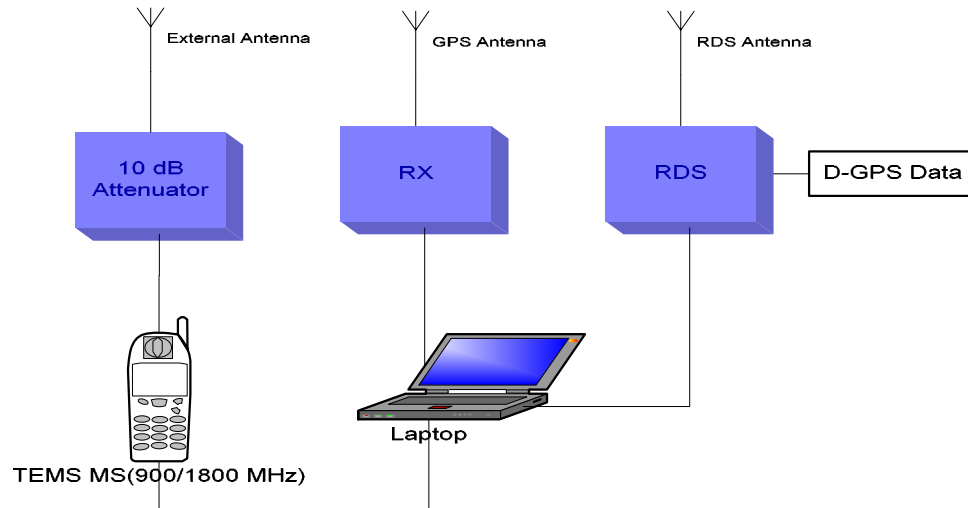 External Antenna
GPS Antenna
RDS Antenna
10 dB
Attenuator
RX
RDS
D-GPS Data
Laptop
TEMS MS(900/1800 MHz)